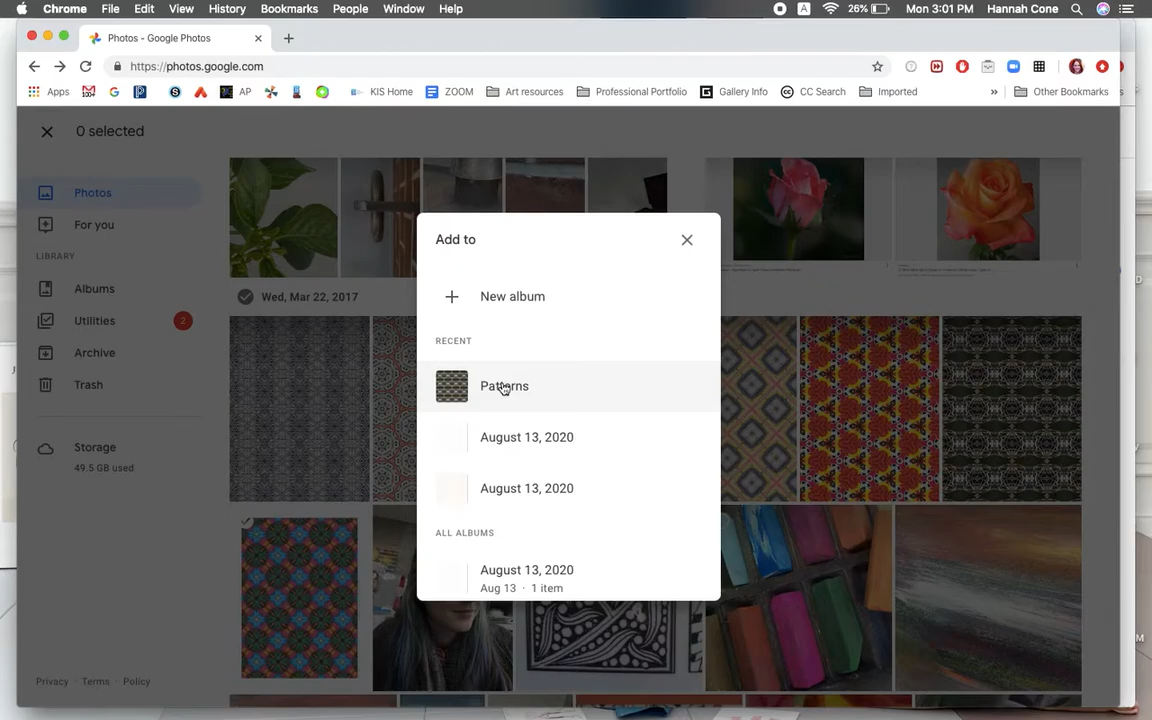 Chrome File Edit View History Bookmarks People Window Help A 26% Mon 3:01 PM Hannah Cone
Photos - Google Photos
https://photos.google.com
Apps 100+ G P S AP KIS Home ZOOM Art resources Professional Portfolio Gallery Info CC Search Imported » Other Bookmarks
0 selected
Photos
For you
LIBRARY
Albums
Utilities 2
Archive
Trash
Storage
49.5 GB used
Privacy · Terms · Policy
Wed, Mar 22, 2017
Add to
New album
RECENT
Patterns
August 13, 2020
August 13, 2020
ALL ALBUMS
August 13, 2020
Aug 13 · 1 item